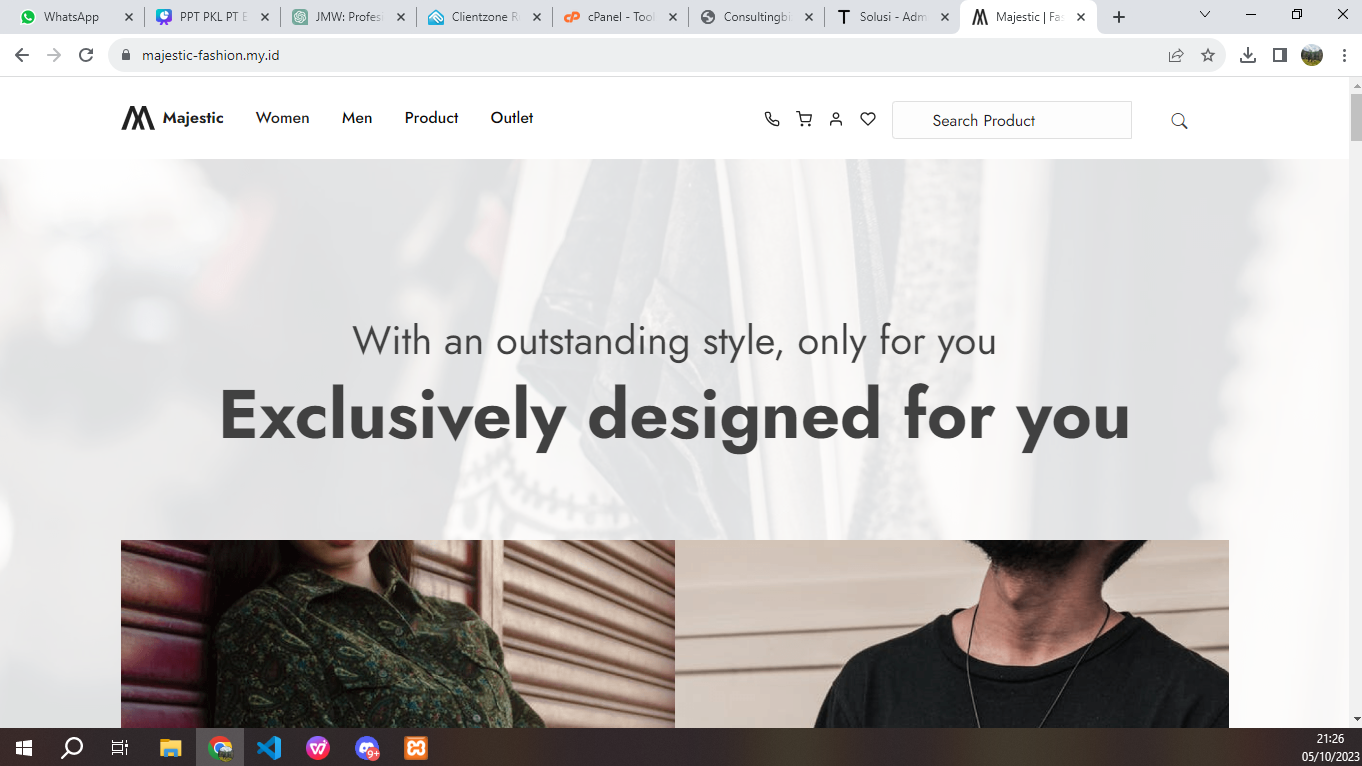 WhatsApp
PPT PKL PT E
JMW: Profesi
Clientzone R
cPanel - Tool
Consultingbi
Solusi - Adm
Majestic | Fas
majestic-fashion.my.id
Majestic Women Men Product Outlet
Search Product
With an outstanding style, only for you
Exclusively designed for you
9+
21:26
05/10/2023